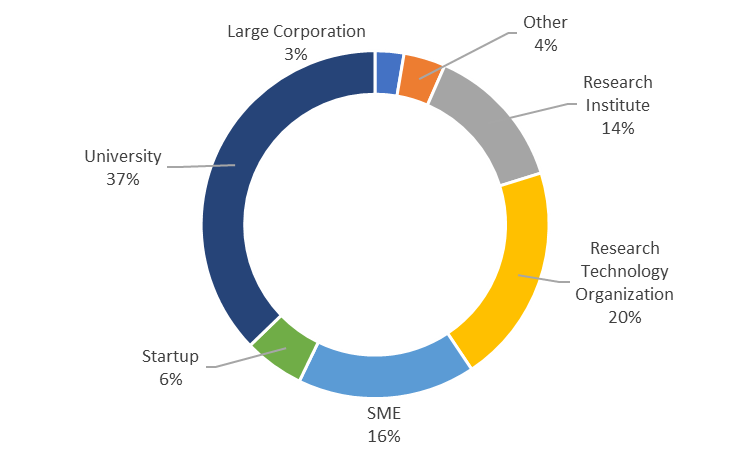 Large Corporation
3%
Other
4%
Research
Institute
14%
Research
Technology
Organization
20%
SME
16%
Startup
6%
University
37%